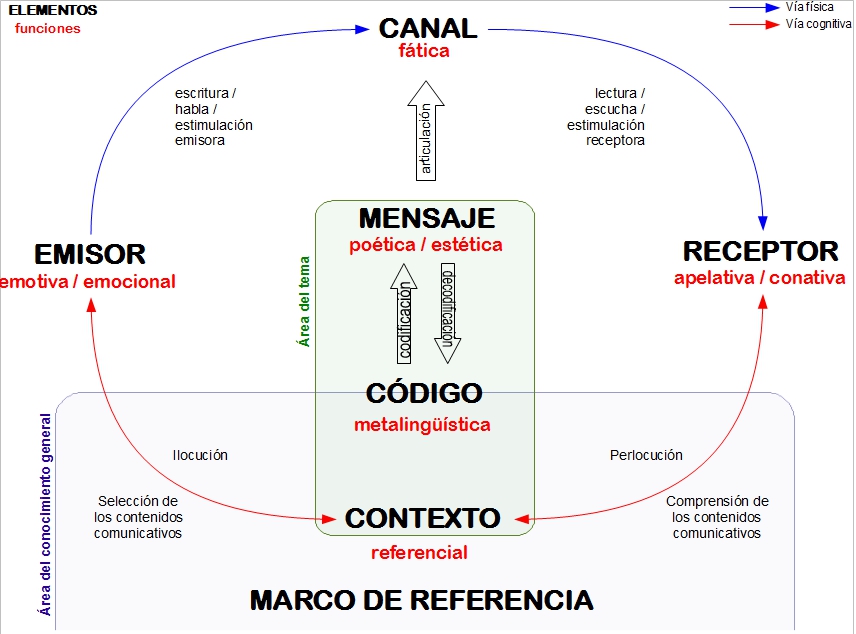 ELEMENTOS
funciones
Vía física
Vía cognitiva
CANAL
fática
escritura /
habla /
estimulación
emisora
lectura /
escucha /
estimulación
receptora
articulación
MENSAJE
poética / estética
EMISOR
emotiva / emocional
RECEPTOR
apelativa / conativa
Área del tema
codificación
decodificación
CÓDIGO
metalingüística
Área del conocimiento general
Ilocución
Perlocución
Selección de
los contenidos
comunicativos
Comprensión de
los contenidos
comunicativos
CONTEXTO
referencial
MARCO DE REFERENCIA